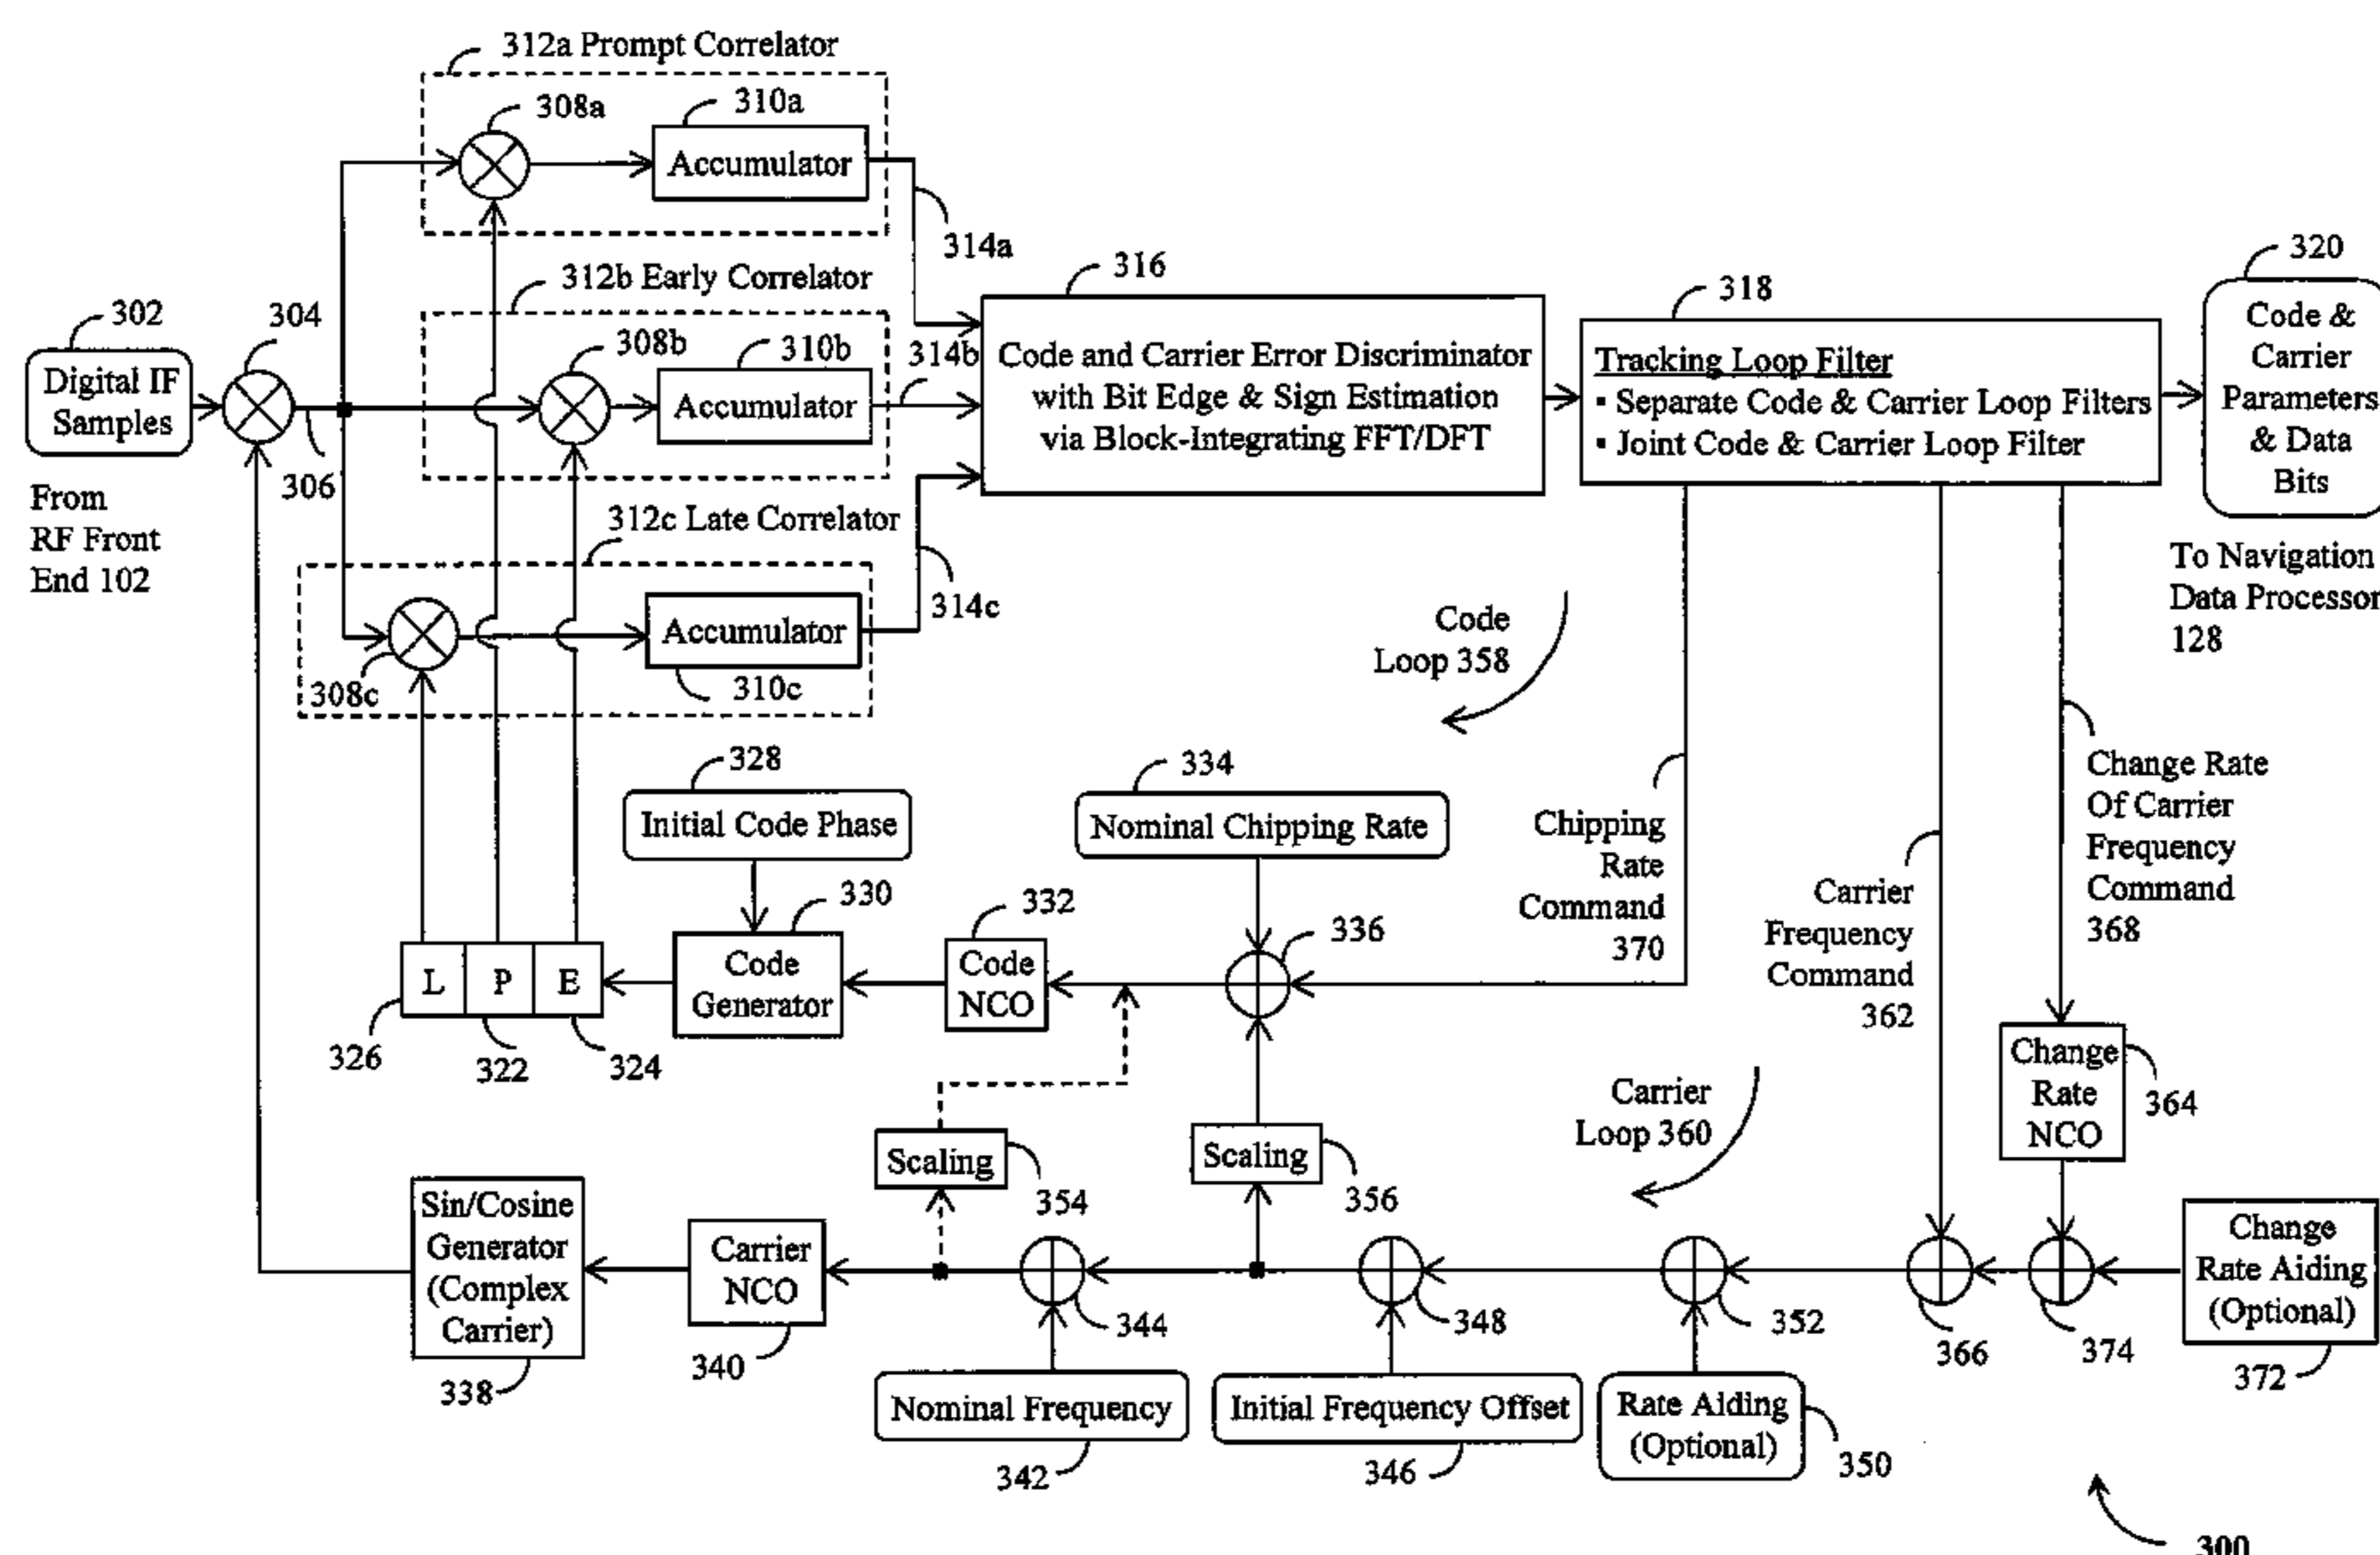 312a Prompt Correlator
308a
310a
Accumulator
314a
312b Early Correlator
308b
310b
Accumulator
314b
302
Digital IF
Samples
304
306
From
RF Front
End 102
316
Code and Carrier Error Discriminator
with Bit Edge & Sign Estimation
via Block-Integrating FFT/DFT
318
Tracking Loop Filter
▪ Separate Code & Carrier Loop Filters
▪ Joint Code & Carrier Loop Filter
320
Code &
Carrier
Parameters
& Data
Bits
To Navigation
Data Processor
128
312c Late Correlator
308c
Accumulator
310c
314c
Code
Loop 358
328
Initial Code Phase
334
Nominal Chipping Rate
Chipping
Rate
Command
370
Carrier
Frequency
Command
362
Change Rate
Of Carrier
Frequency
Command
368
330
Code
Generator
332
Code
NCO
336
L P E
326
322
324
Change
Rate
NCO
364
Carrier
Loop 360
Scaling
354
Scaling
356
Sin/Cosine
Generator
(Complex
Carrier)
338
Carrier
NCO
340
344
348
352
366
374
Change
Rate Aiding
(Optional)
372
Nominal Frequency
342
Initial Frequency Offset
346
Rate Aiding
(Optional)
350
300